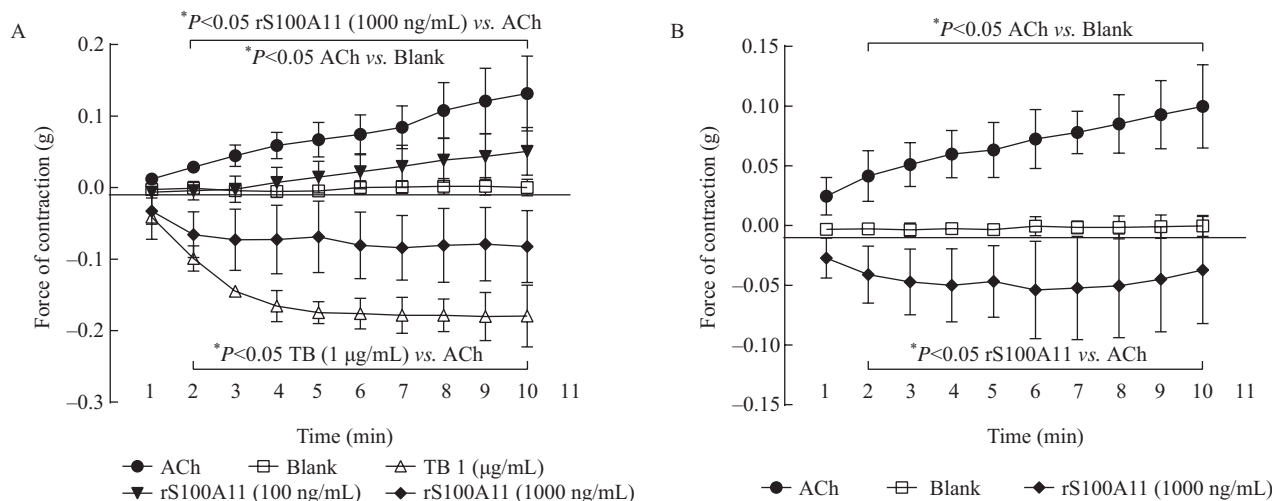 A
*P<0.05 rS100A11 (1000 ng/mL) vs. ACh
*P<0.05 ACh vs. Blank
0.2
0.1
0.0
–0.1
–0.2
–0.3
Force of contraction (g)
*P<0.05 TB (1 μg/mL) vs. ACh
1 2 3 4 5 6 7 8 9 10 11
Time (min)
ACh Blank TB 1 (μg/mL)
rS100A11 (100 ng/mL) rS100A11 (1000 ng/mL)
B
*P<0.05 ACh vs. Blank
0.15
0.10
0.05
0.00
–0.05
–0.10
–0.15
Force of contraction (g)
*P<0.05 rS100A11 vs. ACh
1 2 3 4 5 6 7 8 9 10 11
Time (min)
ACh Blank rS100A11 (1000 ng/mL)